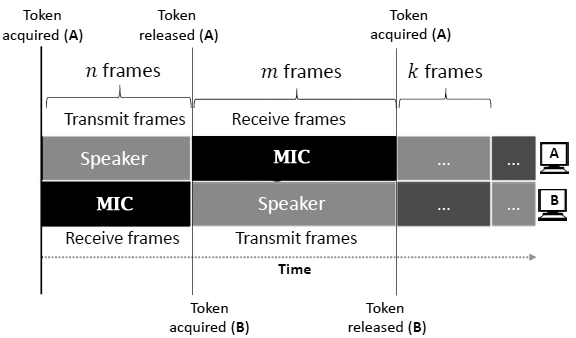 Token
acquired (A)
Token
released (A)
Token
acquired (A)
n frames
m frames
k frames
Transmit frames
Receive frames
Speaker
MIC
...
...
A
MIC
Speaker
...
...
B
Receive frames
Transmit frames
Time
Token
acquired (B)
Token
released (B)